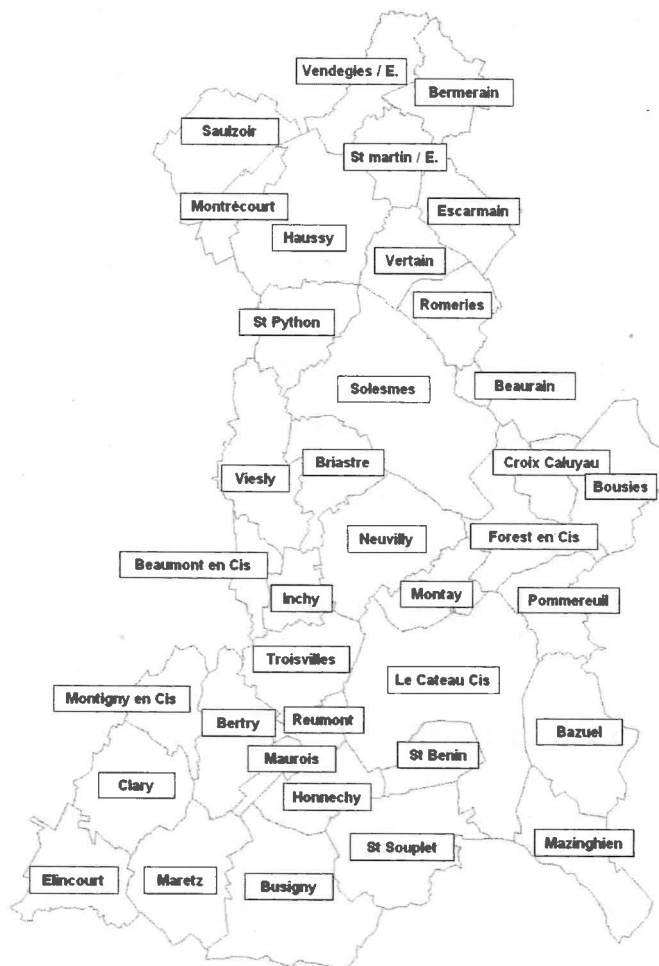 Vendegies / E.
Bermerain
Saulzoir
St martin / E.
Montrécourt
Escarmain
Haussy
Vertain
Romeries
St Python
Solesmes
Beaurain
Briastre
Croix Caluyau
Viesly
Bousies
Neuvilly
Forest en Cis
Beaumont en Cis
Inchy
Montay
Pommereuil
Troisvilles
Le Cateau Cis
Montigny en Cis
Bertry
Reumont
Bazuel
Maurois
St Benin
Clary
Honnechy
St Souplet
Mazinghien
Elincourt
Maretz
Busigny